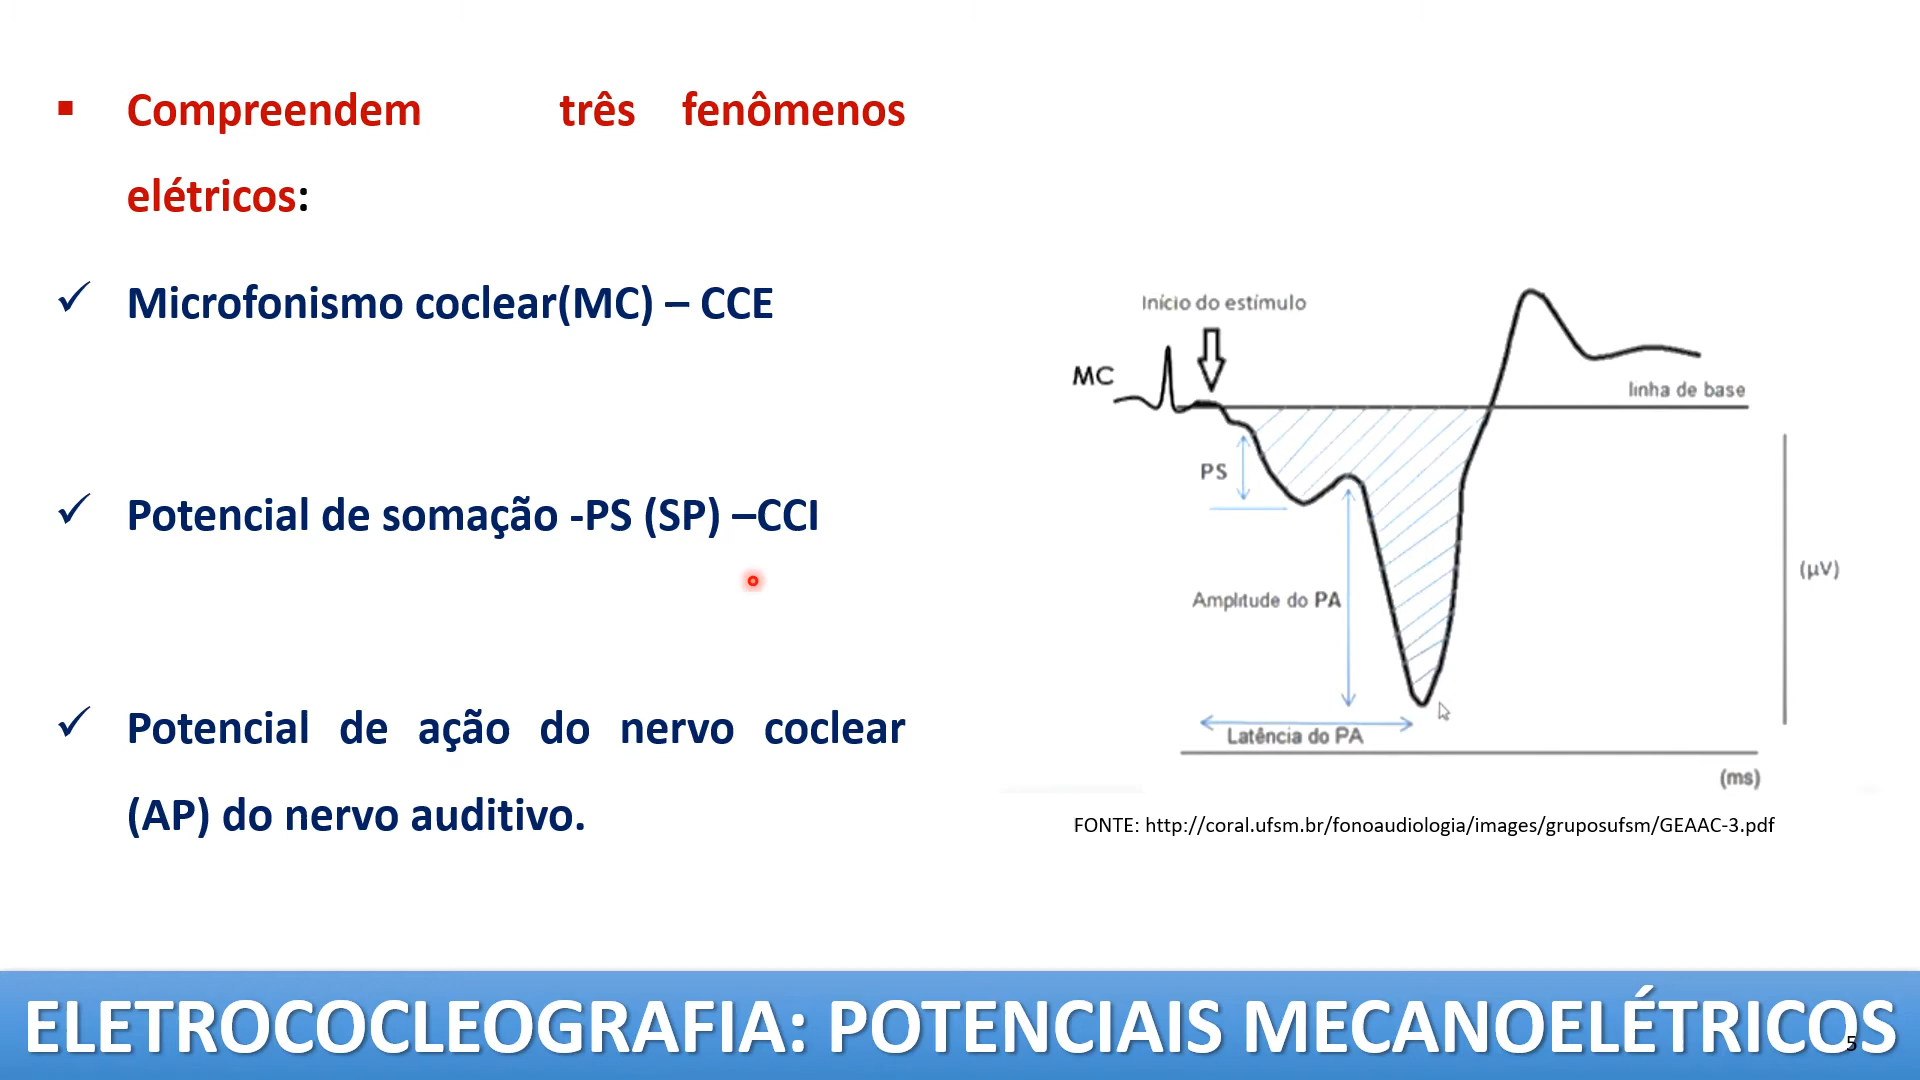 Compreendem três fenômenos
elétricos:
Microfonismo coclear(MC) – CCE
Potencial de somação -PS (SP) –CCI
Potencial de ação do nervo coclear
(AP) do nervo auditivo.
Início do estímulo
MC
linha de base
PS
(µV)
Amplitude do PA
Latência do PA
(ms)
FONTE: http://coral.ufsm.br/fonoaudiologia/images/gruposufsm/GEAAC-3.pdf
ELETROCOCLEOGRAFIA: POTENCIAIS MECANOELÉTRICOS
5